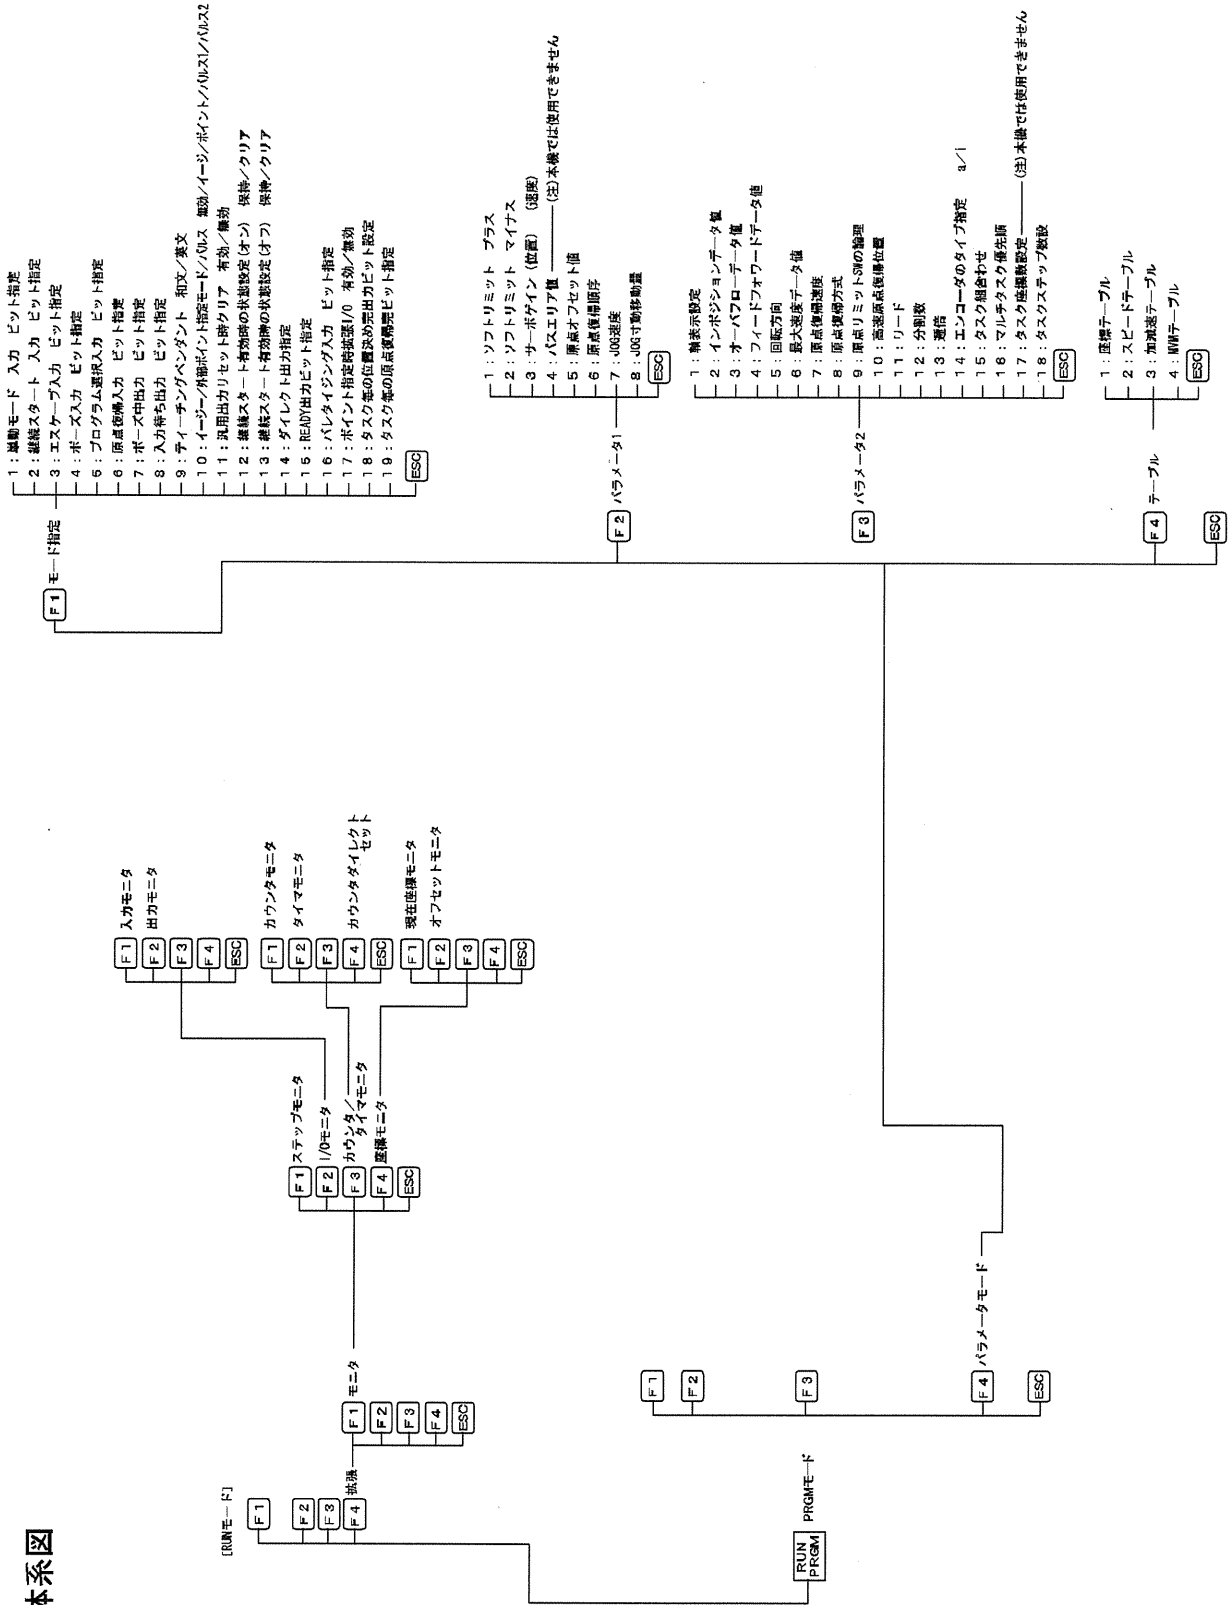 体系図
[RUNモード]
F1
F2
F3
F4 拡張
F1 モニタ
F2
F3
F4
ESC
F1 ステップモニタ
F2 I/Oモニタ
F3 カウンタ/
タイマモニタ
F4 座標モニタ
ESC
F1 入力モニタ
F2 出力モニタ
F3
F4
ESC
F1 カウンタモニタ
F2 タイマモニタ
F3
F4 カウンタダイレクト
セット
ESC
F1 現在座標モニタ
F2 オフセットモニタ
F3
F4
ESC
RUN
PRGM
PRGMモード
F1
F2
F3
F4 パラメータモード
ESC
F1 モード指定
1:単動モード 入力 ビット指定
2:継続スタート 入力 ビット指定
3:エスケープ入力 ビット指定
4:ポーズ入力 ビット指定
5:プログラム選択入力 ビット指定
6:原点復帰入力 ビット指定
7:ポーズ中出力 ビット指定
8:入力待ち出力 ビット指定
9:ティーチングペンダント 和文/英文
10:イージー/外部ポイント指定モード/パルス 無効/イージ/ポイント/パルス1/パルス2
11:汎用出力リセット時クリア 有効/無効
12:継続スタート有効時の状態設定(オン) 保持/クリア
13:継続スタート有効時の状態設定(オフ) 保持/クリア
14:ダイレクト出力指定
15:READY出力ビット指定
16:パレタイジング入力 ビット指定
17:ポイント指定時拡張I/O 有効/無効
18:タスク毎の位置決め完出力ビット設定
19:タスク毎の原点復帰完ビット指定
ESC
F2 パラメータ1
1:ソフトリミット プラス
2:ソフトリミット マイナス
3:サーボゲイン (位置) (速度)
4:パスエリア値 (注)本機では使用できません
5:原点オフセット値
6:原点復帰順序
7:JOG速度
8:JOG寸動移動量
ESC
F3 パラメータ2
1:軸表示設定
2:インポジションデータ値
3:オーバフローデータ値
4:フィードフォワードデータ値
5:回転方向
6:最大速度データ値
7:原点復帰速度
8:原点復帰方式
9:原点リミットSWの論理
10:高速原点復帰位置
11:リード
12:分割数
13:逓倍
14:エンコーダのタイプ指定 a/i
15:タスク組合わせ
16:マルチタスク優先順
17:タスク座標数設定 (注)本機では使用できません
18:タスクステップ数設
ESC
F4 テーブル
1:座標テーブル
2:スピードテーブル
3:加減速テーブル
4:MVMテーブル
ESC
ESC